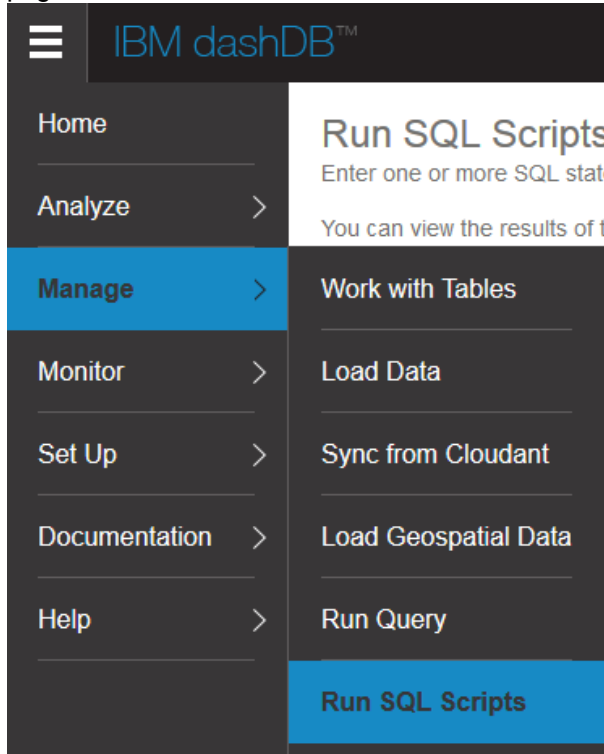 IBM dashDB™
Home
Analyze
Manage
Monitor
Set Up
Documentation
Help
Run SQL Scripts
Enter one or more SQL
You can view the results of
Work with Tables
Load Data
Sync from Cloudant
Load Geospatial Data
Run Query
Run SQL Scripts